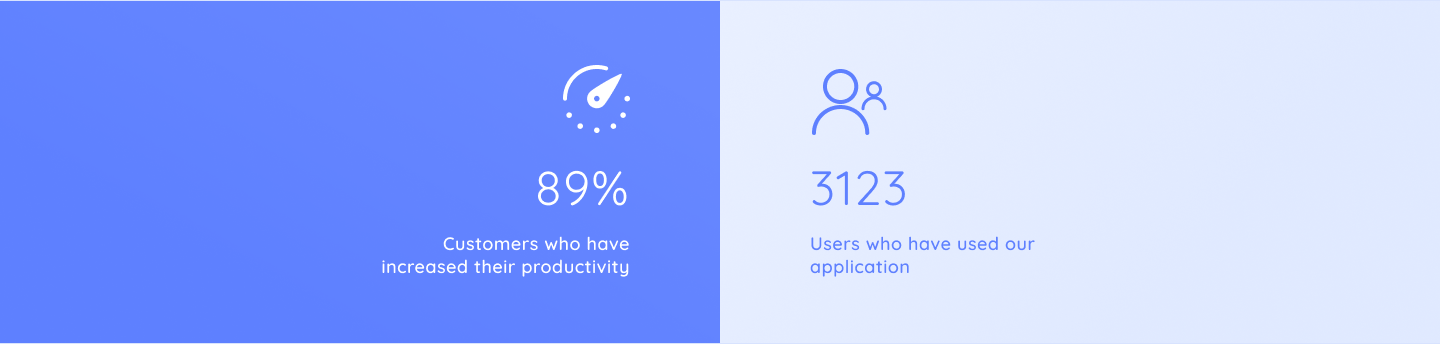 89%
Customers who have
increased their productivity
3123
Users who have used our
application